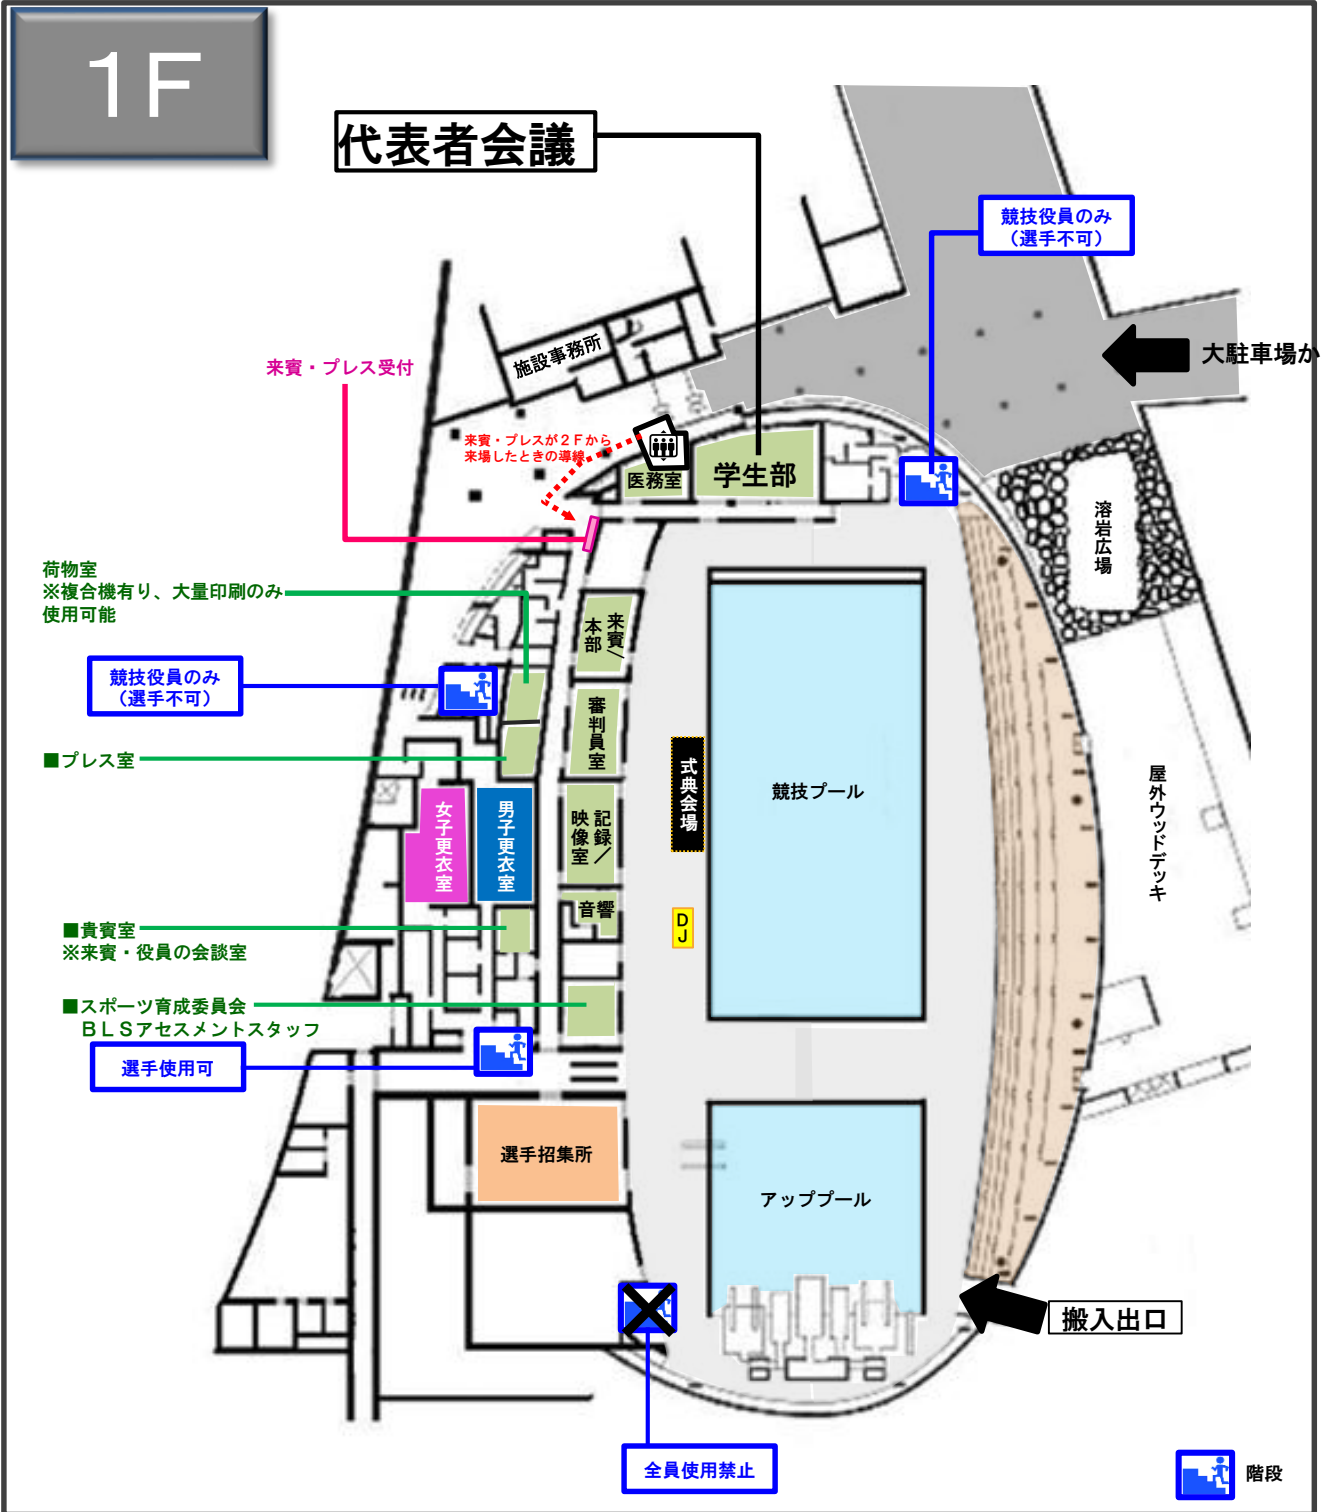 1F
代表者会議
競技役員のみ
（選手不可）
施設事務所
大駐車場か
来賓・プレス受付
来賓・プレスが２Ｆから
来場したときの導線
医務室
学生部
溶岩広場
荷物室
※複合機有り、大量印刷のみ
使用可能
来賓／
本部
競技役員のみ
（選手不可）
審判員室
■プレス室
式典会場
競技プール
屋外ウッドデッキ
女子更衣室
男子更衣室
記録／
映像室
音響
DJ
■貴賓室
※来賓・役員の会談室
■スポーツ育成委員会
ＢＬＳアセスメントスタッフ
選手使用可
選手招集所
アッププール
搬入出口
全員使用禁止
階段